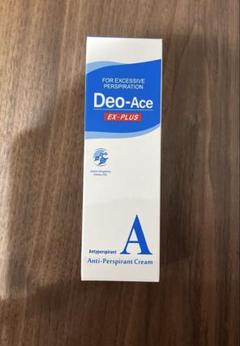 FOR EXCESSIVE
PERSPIRATION
Deo-Ace
EX-PLUS
Antiperspirant
A
Anti-Perspirant Cream